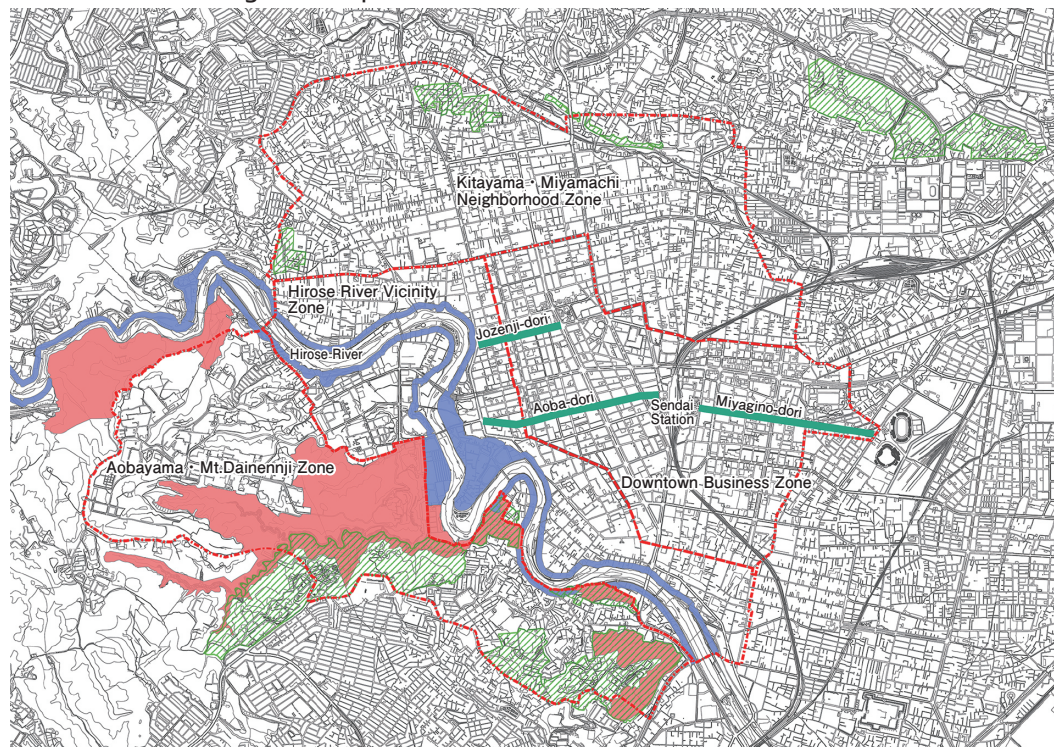 Kitayama・Miyamachi
Neighborhood Zone
Hirose River Vicinity
Zone
Jozenji-dori
Hirose River
Aoba-dori
Sendai
Station
Miyagino-dori
Aobayama・Mt.Dainennji Zone
Downtown Business Zone